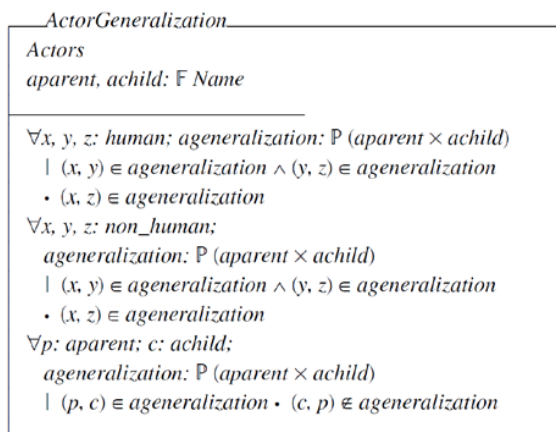 ActorGeneralization
Actors
aparent, achild: 𝔽 Name
∀x, y, z: human; ageneralization: ℙ (aparent × achild)
| (x, y) ∈ ageneralization ∧ (y, z) ∈ ageneralization
• (x, z) ∈ ageneralization
∀x, y, z: non_human;
ageneralization: ℙ (aparent × achild)
| (x, y) ∈ ageneralization ∧ (y, z) ∈ ageneralization
• (x, z) ∈ ageneralization
∀p: aparent; c: achild;
ageneralization: ℙ (aparent × achild)
| (p, c) ∈ ageneralization • (c, p) ∉ ageneralization